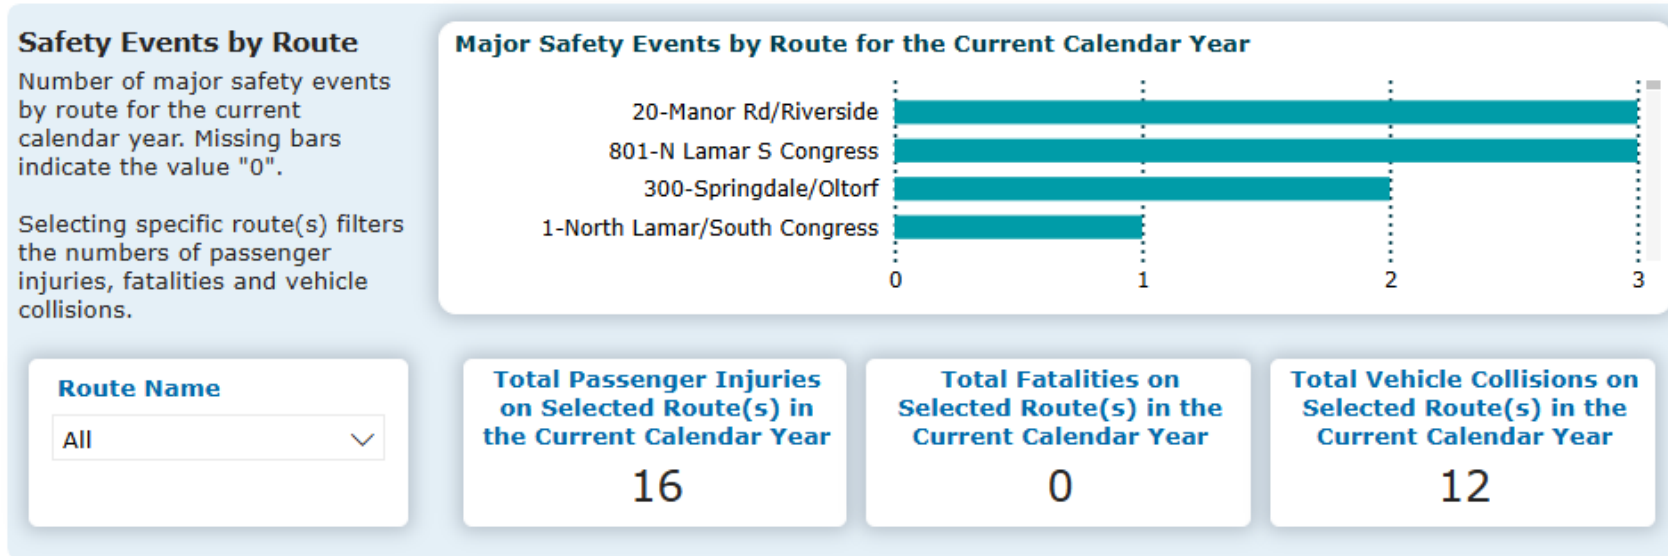 Safety Events by Route
Number of major safety events
by route for the current
calendar year. Missing bars
indicate the value "0".
Selecting specific route(s) filters
the numbers of passenger
injuries, fatalities and vehicle
collisions.
Major Safety Events by Route for the Current Calendar Year
20-Manor Rd/Riverside
801-N Lamar S Congress
300-Springdale/Oltorf
1-North Lamar/South Congress
0 1 2 3
Route Name
All
Total Passenger Injuries
on Selected Route(s) in
the Current Calendar Year
16
Total Fatalities on
Selected Route(s) in the
Current Calendar Year
0
Total Vehicle Collisions on
Selected Route(s) in the
Current Calendar Year
12